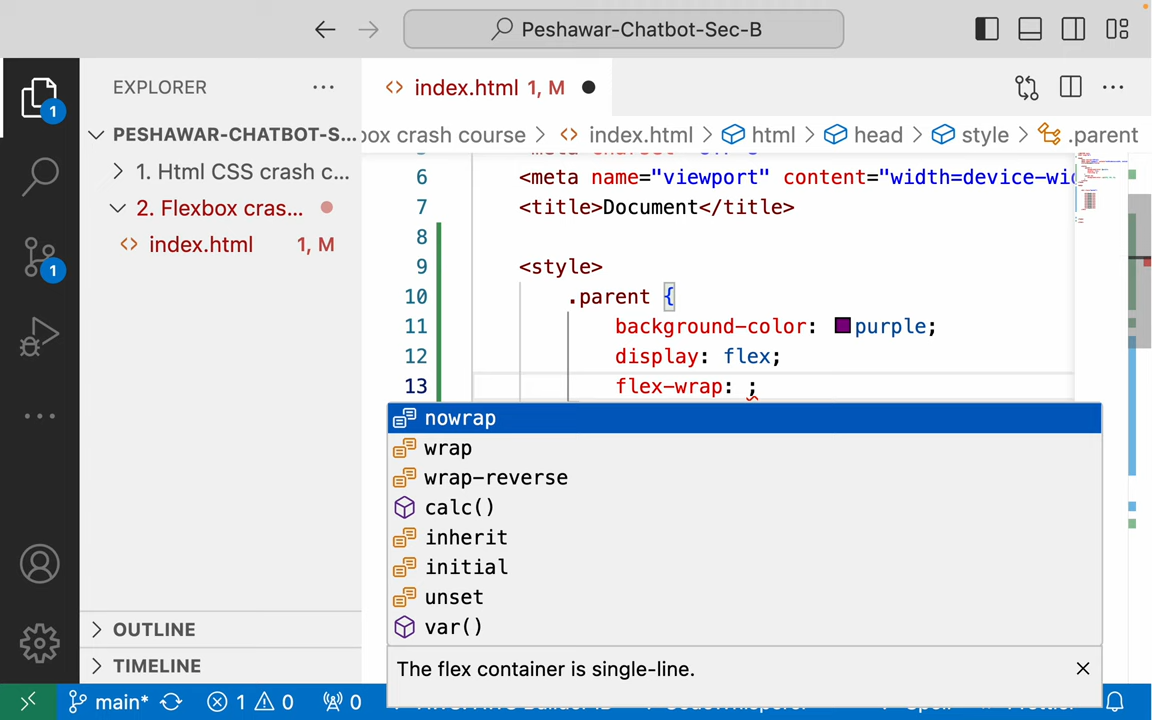 Peshawar-Chatbot-Sec-B
EXPLORER
index.html 1, M
PESHAWAR-CHATBOT-S...
box crash course > index.html > html > head > style > .parent
1. Html CSS crash c...
2. Flexbox cras...
index.html 1, M
1
1
6 <meta name="viewport" content="width=device-wid
7 <title>Document</title>
8
9 <style>
10 .parent {
11 background-color: purple;
12 display: flex;
13 flex-wrap: ;
nowrap
wrap
wrap-reverse
calc()
inherit
initial
unset
var()
The flex container is single-line.
OUTLINE
TIMELINE
main* 1 0 0